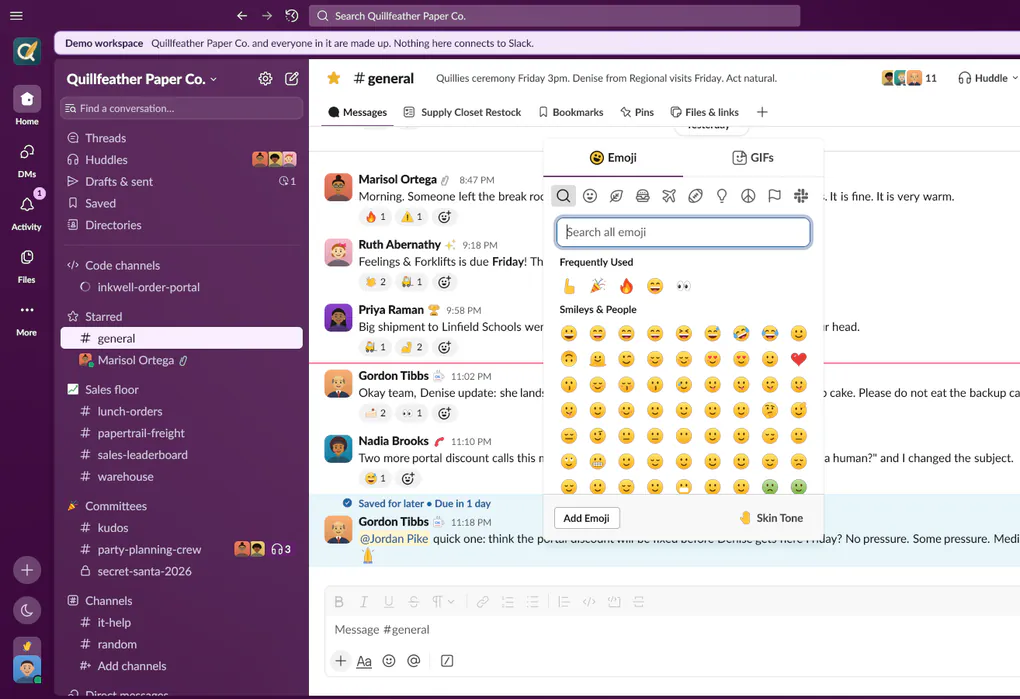 Search Quillfeather Paper Co.
Demo workspace Quillfeather Paper Co. and everyone in it are made up. Nothing here connects to Slack.
Home
DMs
1
Activity
Files
More
Quillfeather Paper Co.
Find a conversation...
Threads
Huddles
Drafts & sent
1
Saved
Directories
Code channels
inkwell-order-portal
Starred
# general
Marisol Ortega
Sales floor
# lunch-orders
# papertrail-freight
# sales-leaderboard
# warehouse
Committees
# kudos
# party-planning-crew
3
secret-santa-2026
Channels
# it-help
# random
Add channels
Direct messages
# general
Quillies ceremony Friday 3pm. Denise from Regional visits Friday. Act natural.
11
Huddle
Messages
Supply Closet Restock
Bookmarks
Pins
Files & links
Yesterday
Marisol Ortega 8:47 PM
Morning. Someone left the break roo
. It is fine. It is very warm.
1
1
Ruth Abernathy 9:18 PM
Feelings & Forklifts is due Friday! Th
2
1
Priya Raman 9:58 PM
Big shipment to Linfield Schools wen
r head.
1
2
Gordon Tibbs 11:02 PM
Okay team, Denise update: she lands
cake. Please do not eat the backup ca
2
1
Nadia Brooks 11:10 PM
Two more portal discount calls this m
a human?" and I changed the subject.
1
Saved for later • Due in 1 day
Gordon Tibbs 11:18 PM
@Jordan Pike quick one: think the portal discount will be fixed before Denise gets here Friday? No pressure. Some pressure. Medi
Emoji
GIFs
Search all emoji
Frequently Used
Smileys & People
Add Emoji
Skin Tone
Message #general
Aa